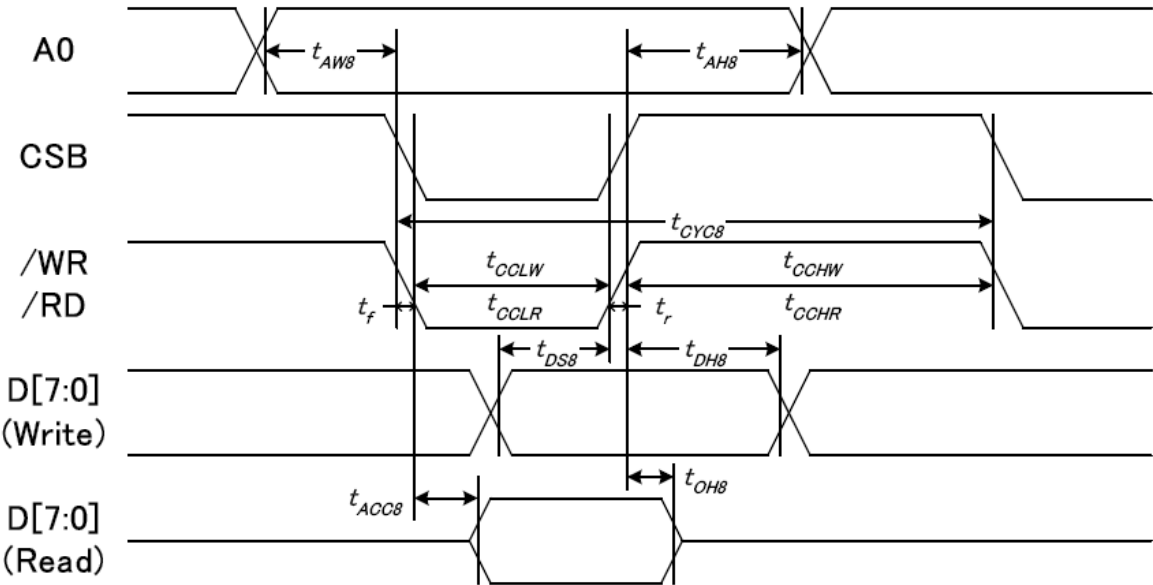 A0
t_AW8
t_AH8
CSB
t_CYC8
/WR
/RD
t_CCLW
t_CCHW
t_f
t_CCLR
t_r
t_CCHR
t_DS8
t_DH8
D[7:0]
(Write)
t_ACC8
t_OH8
D[7:0]
(Read)